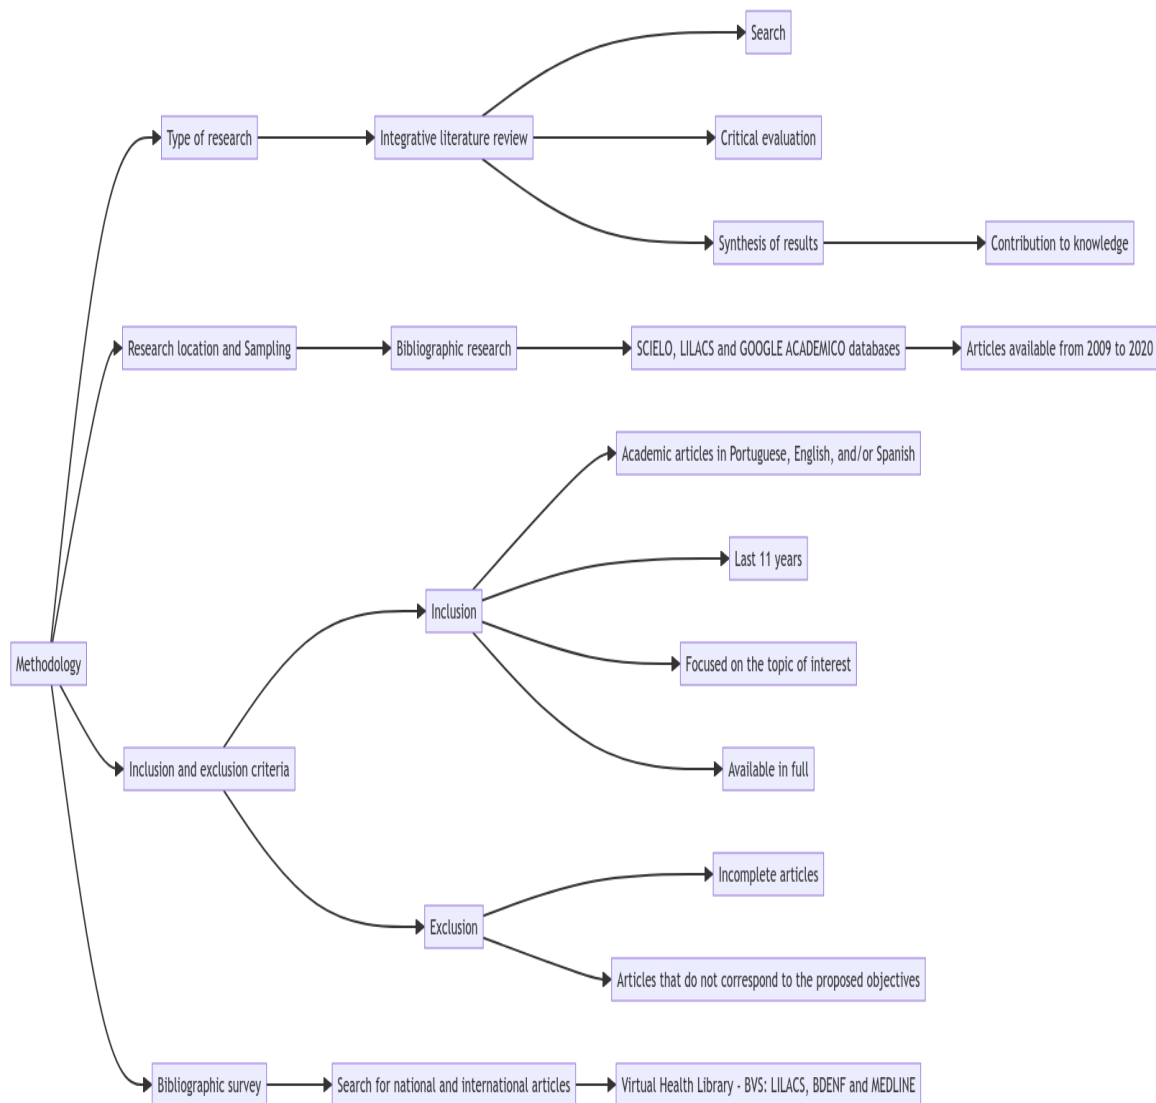 Search
Type of research
Integrative literature review
Critical evaluation
Synthesis of results
Contribution to knowledge
Research location and Sampling
Bibliographic research
SCIELO, LILACS and GOOGLE ACADEMICO databases
Articles available from 2009 to 2020
Academic articles in Portuguese, English, and/or Spanish
Last 11 years
Inclusion
Methodology
Focused on the topic of interest
Inclusion and exclusion criteria
Available in full
Incomplete articles
Exclusion
Articles that do not correspond to the proposed objectives
Bibliographic survey
Search for national and international articles
Virtual Health Library - BVS: LILACS, BDENF and MEDLINE